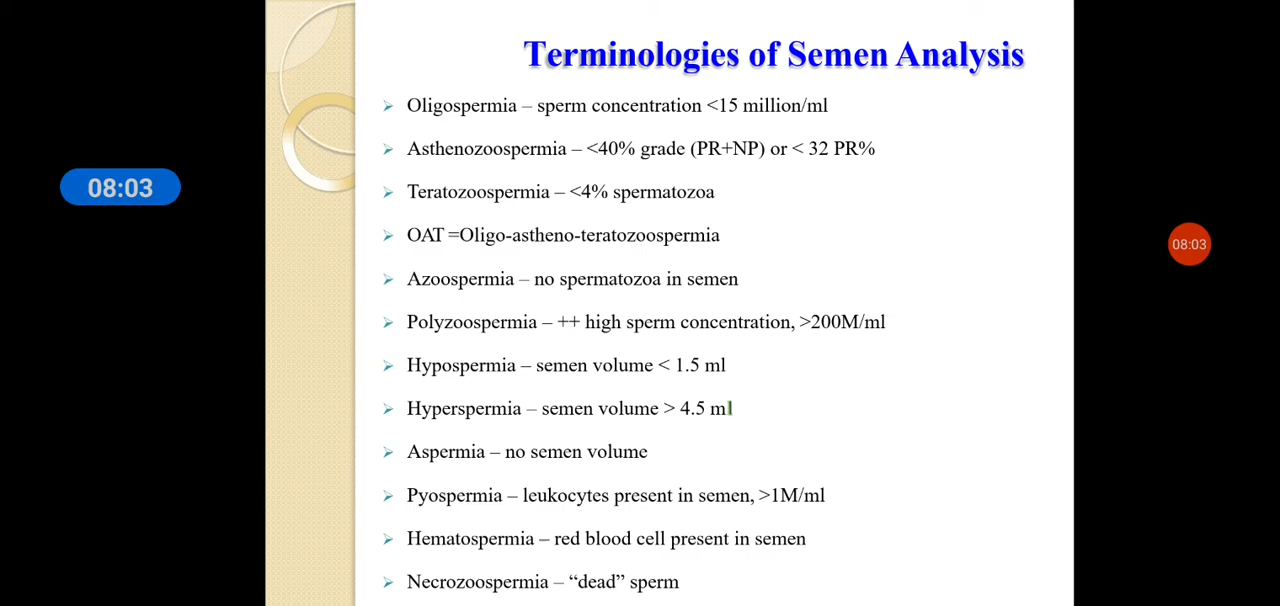 Terminologies of Semen Analysis
➢ Oligospermia – sperm concentration <15 million/ml
➢ Asthenozoospermia – <40% grade (PR+NP) or < 32 PR%
08:03
➢ Teratozoospermia – <4% spermatozoa
➢ OAT =Oligo-astheno-teratozoospermia
08:03
➢ Azoospermia – no spermatozoa in semen
➢ Polyzoospermia – ++ high sperm concentration, >200M/ml
➢ Hypospermia – semen volume < 1.5 ml
➢ Hyperspermia – semen volume > 4.5 ml
➢ Aspermia – no semen volume
➢ Pyospermia – leukocytes present in semen, >1M/ml
➢ Hematospermia – red blood cell present in semen
➢ Necrozoospermia – “dead” sperm